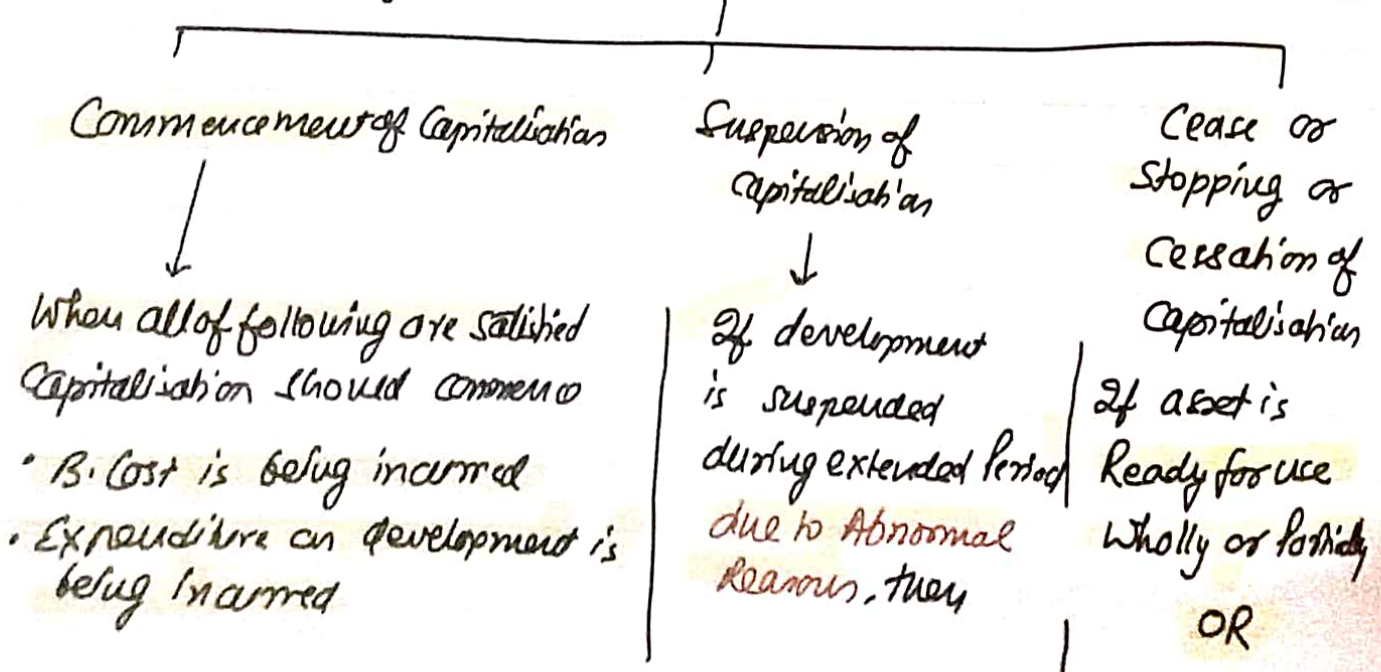 Commencement of Capitalisation
When all of following are satisfied
Capitalisation should commence
• B. Cost is being incurred
• Expenditure on development is
being incurred
Suspension of
Capitalisation
If development
is suspended
during extended Period
due to Abnormal
Reasons, then
Cease or
Stopping or
Cessation of
Capitalisation
If asset is
Ready for use
Wholly or Partially
OR